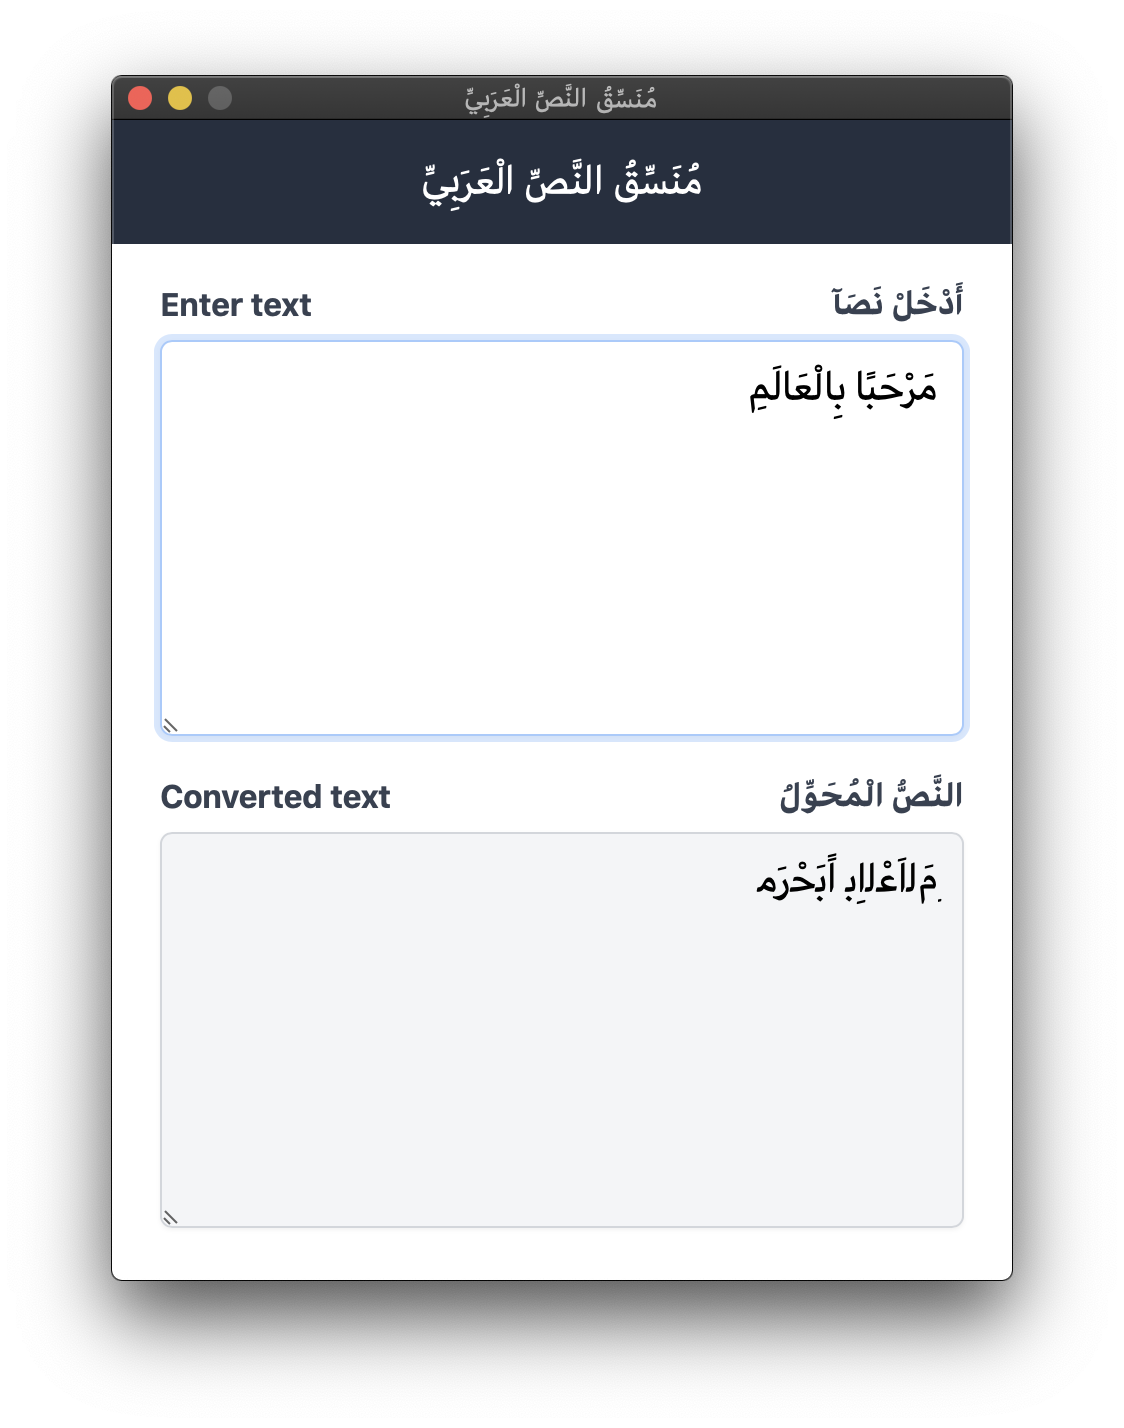 مُنَسِّقُ النَّصِّ الْعَرَبِيِّ
مُنَسِّقُ النَّصِّ الْعَرَبِيِّ
Enter text أَدْخَلْ نَصَآ
مَرْحَبًا بِالْعَالَمِ
Converted text النَّصُّ الْمُحَوِّلُ
ِﻢَﻟﺎَﻌْﻟﺎِﺑ ﺎًﺒَﺣْﺮَﻣ